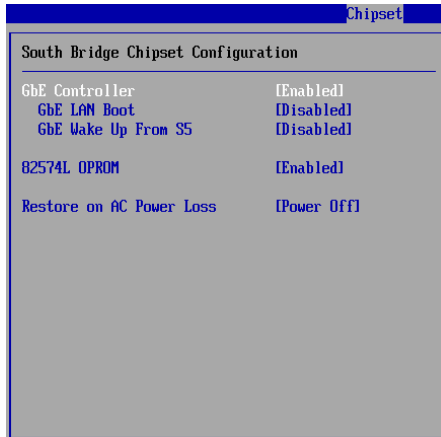 Chipset
South Bridge Chipset Configuration
GbE Controller [Enabled]
GbE LAN Boot [Disabled]
GbE Wake Up From S5 [Disabled]
82574L OPROM [Enabled]
Restore on AC Power Loss [Power Off]